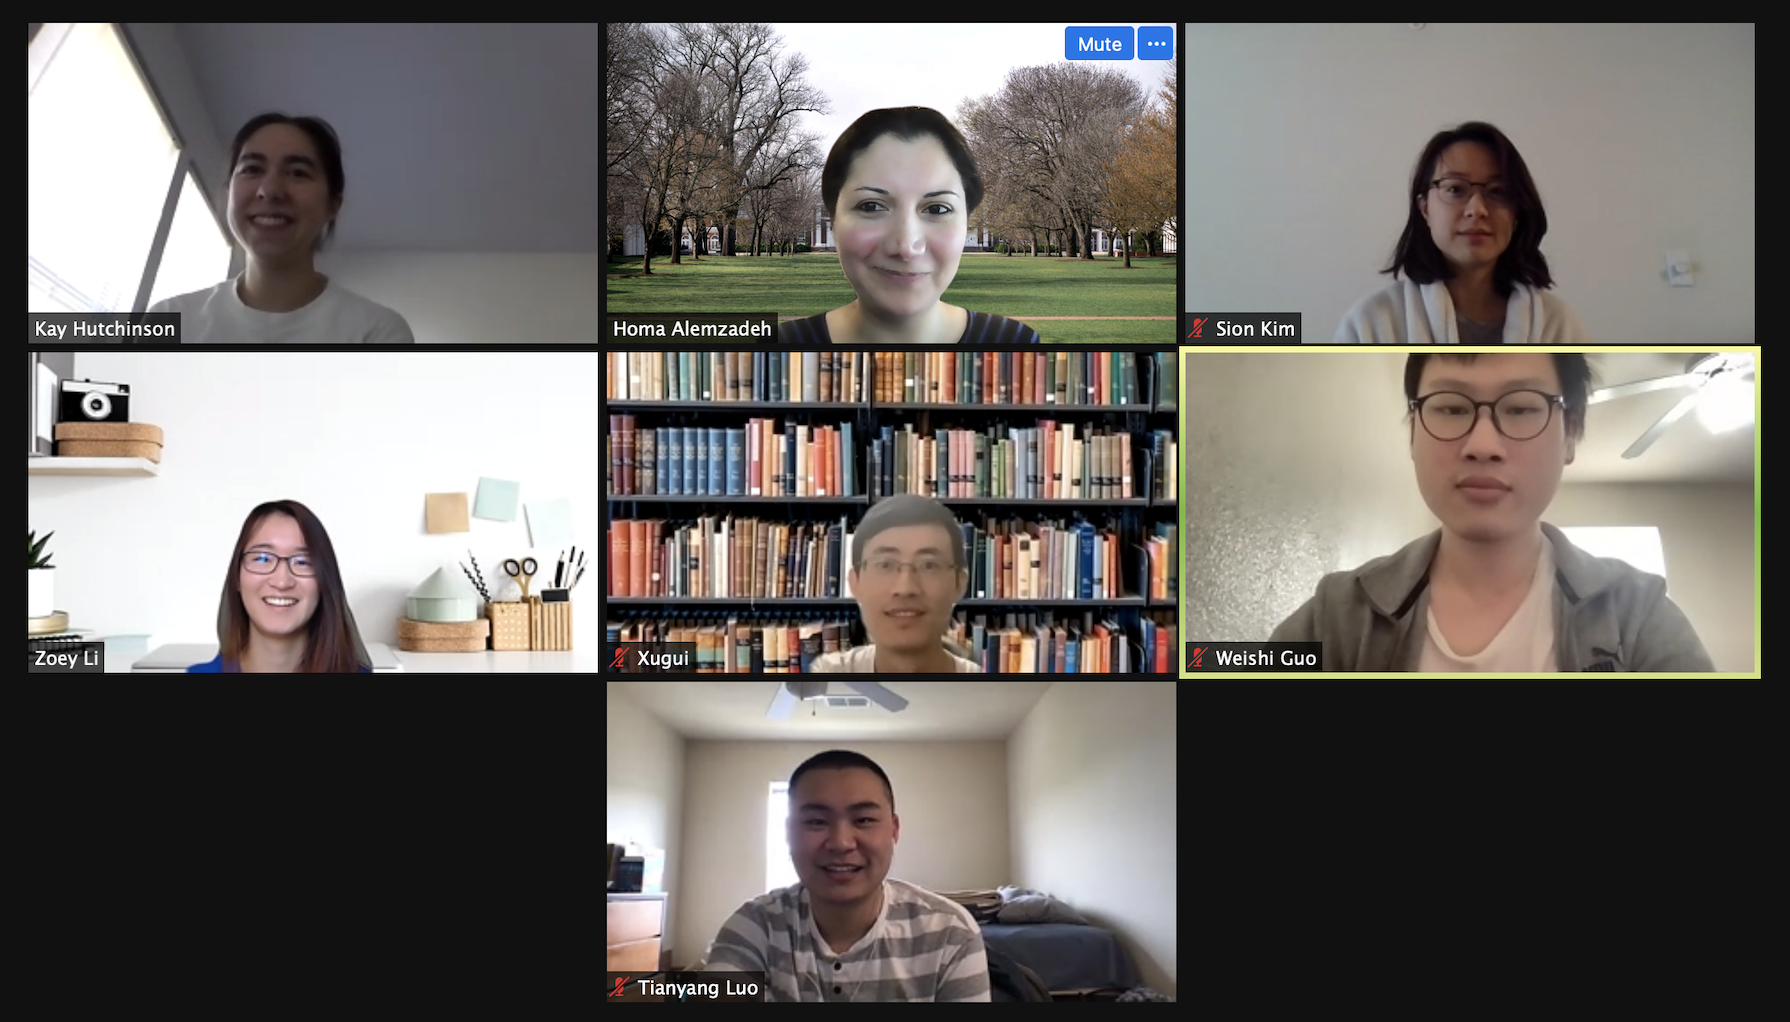 Mute
Kay Hutchinson
Homa Alemzadeh
Sion Kim
Zoey Li
Xugui
Weishi Guo
Tianyang Luo